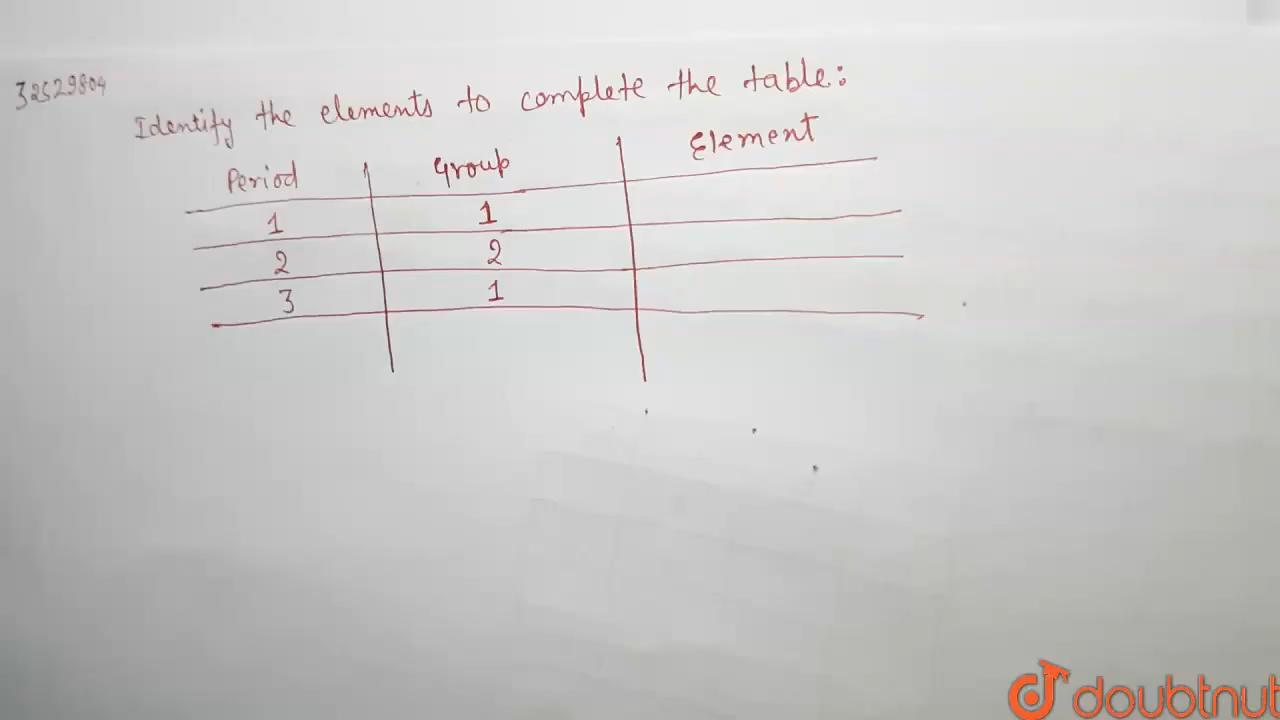 32529804
Identify the elements to complete the table:
Period Group Element
1 1
2 2
3 1
doubtnut